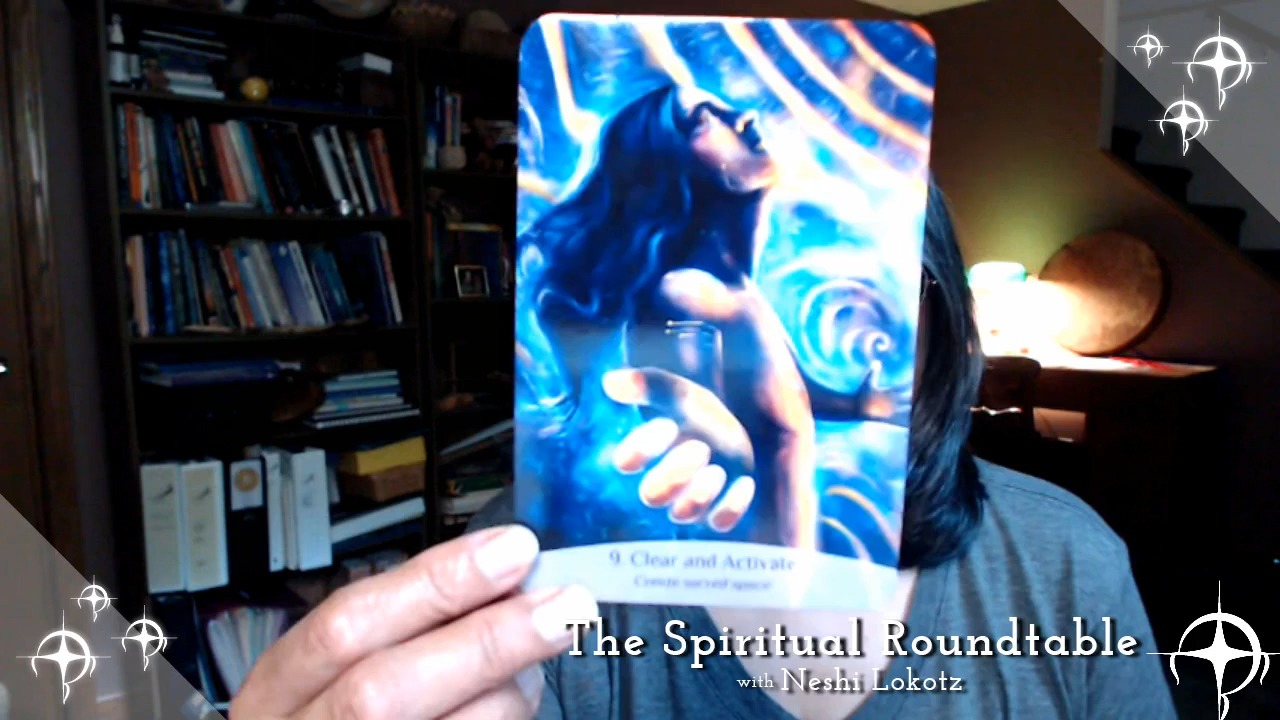 9. Clear and Activate
Create sacred space
The Spiritual Roundtable
with Neshi Lokotz